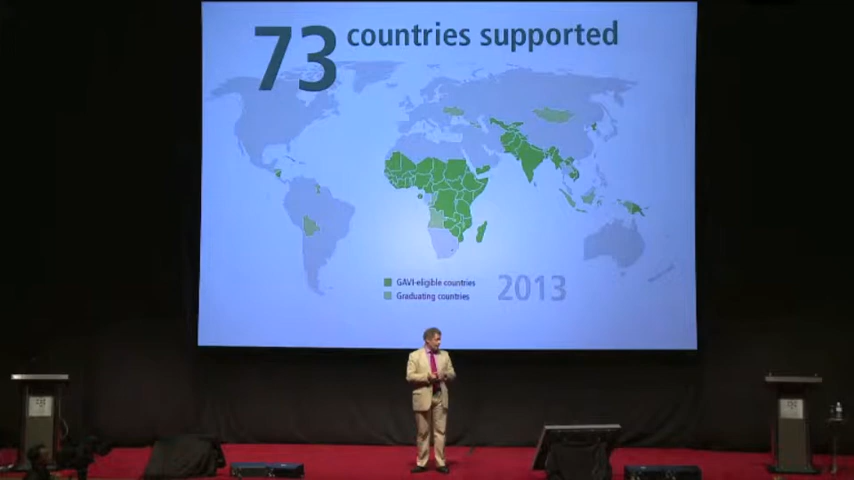 73 countries supported
GAVI-eligible countries
Graduating countries
2013